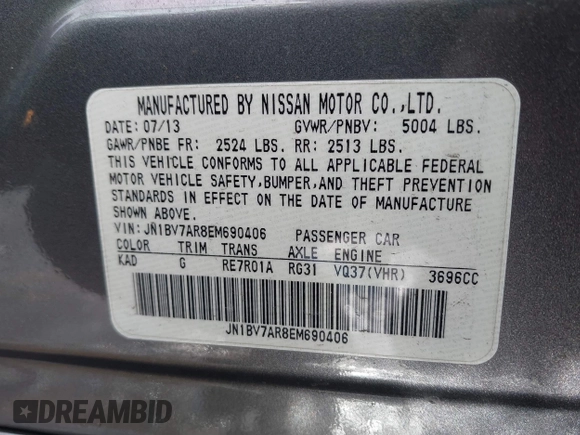 MANUFACTURED BY NISSAN MOTOR CO.,LTD.
DATE: 07/13 GVWR/PNBV: 5004 LBS.
GAWR/PNBE FR: 2524 LBS. RR: 2513 LBS.
THIS VEHICLE CONFORMS TO ALL APPLICABLE FEDERAL
MOTOR VEHICLE SAFETY,BUMPER,AND THEFT PREVENTION
STANDARDS IN EFFECT ON THE DATE OF MANUFACTURE
SHOWN ABOVE.
VIN:JN1BV7AR8EM690406 PASSENGER CAR
COLOR TRIM TRANS AXLE ENGINE
KAD G RE7R01A RG31 VQ37(VHR) 3696CC
JN1BV7AR8EM690406
DREAMBID